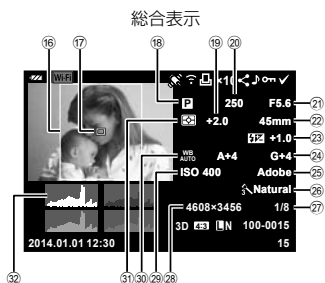 総合表示
⑯ ⑰ ⑱ ⑲ ⑳
Wi-Fi ×10
P 250 F5.6 ㉑
+2.0 45mm ㉒
+1.0 ㉓
WB AUTO A+4 G+4 ㉔
ISO 400 Adobe ㉕
Natural ㉖
4608×3456 1/8 ㉗
3D 4:3 LN 100-0015
2014.01.01 12:30 15
㉜ ㉛ ㉚ ㉙ ㉘